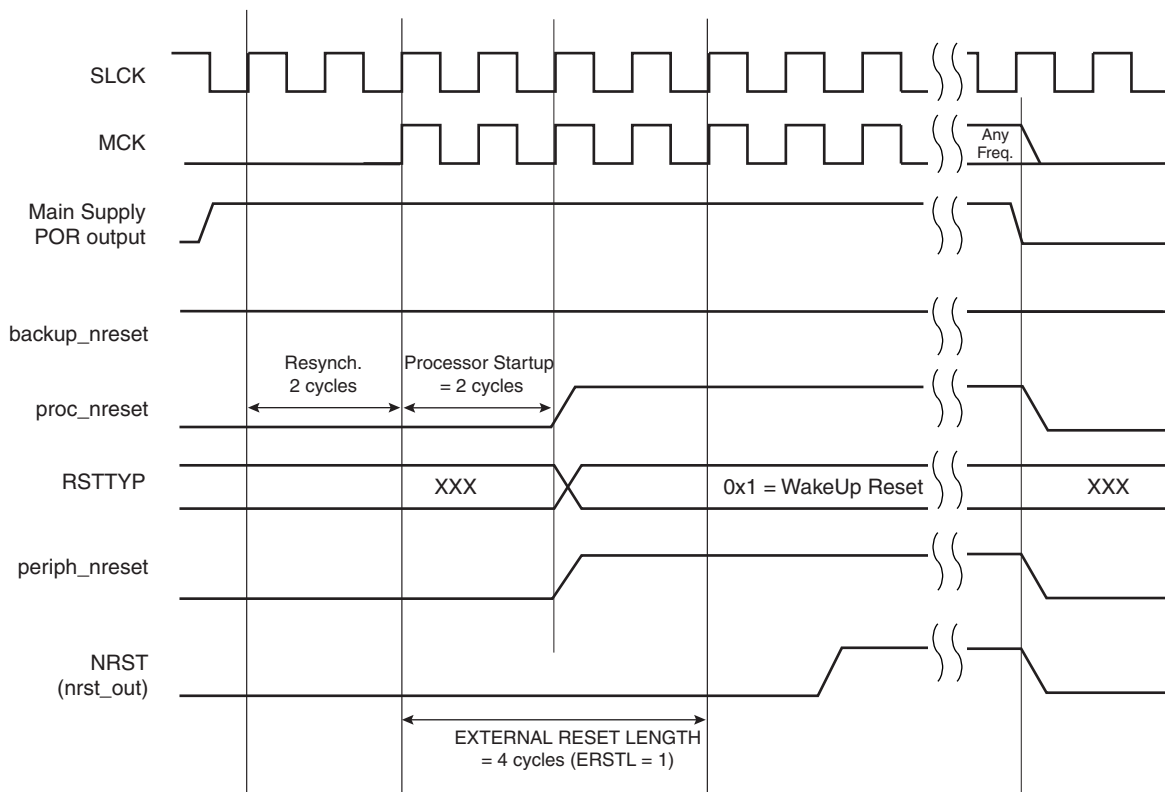 SLCK
MCK
Any
Freq.
Main Supply
POR output
backup_nreset
Resynch.
2 cycles
Processor Startup
= 2 cycles
proc_nreset
RSTTYP
XXX
0x1 = WakeUp Reset
XXX
periph_nreset
NRST
(nrst_out)
EXTERNAL RESET LENGTH
= 4 cycles (ERSTL = 1)